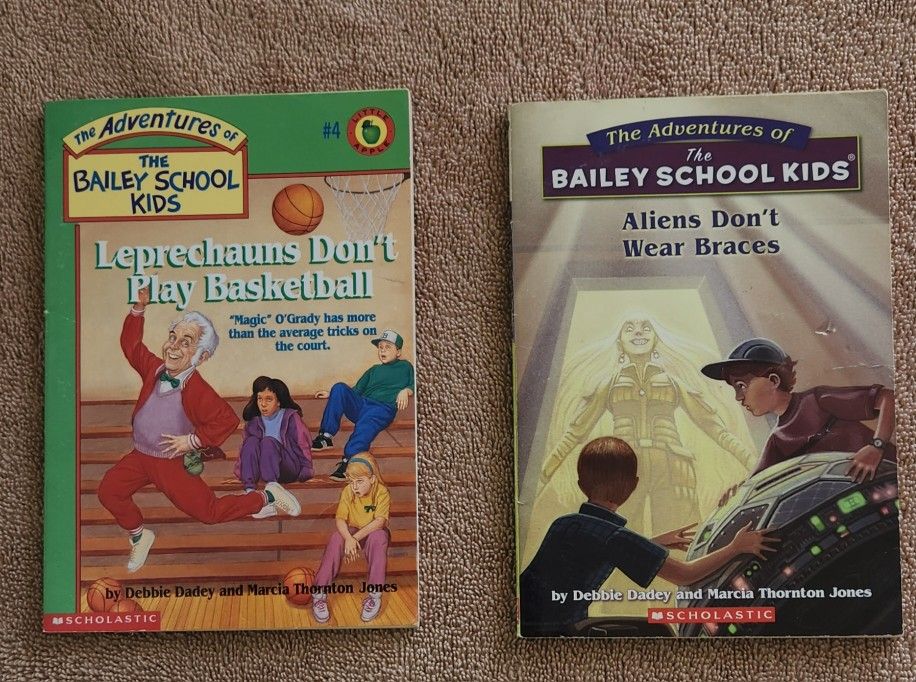 The Adventures of
THE
BAILEY SCHOOL
KIDS
#4
LITTLE
APPLE
Leprechauns Don't
Play Basketball
"Magic" O'Grady has more
than the average tricks on
the court.
by Debbie Dadey and Marcia Thornton Jones
SCHOLASTIC
The Adventures of
The
BAILEY SCHOOL KIDS®
Aliens Don't
Wear Braces
by Debbie Dadey and Marcia Thornton Jones
SCHOLASTIC